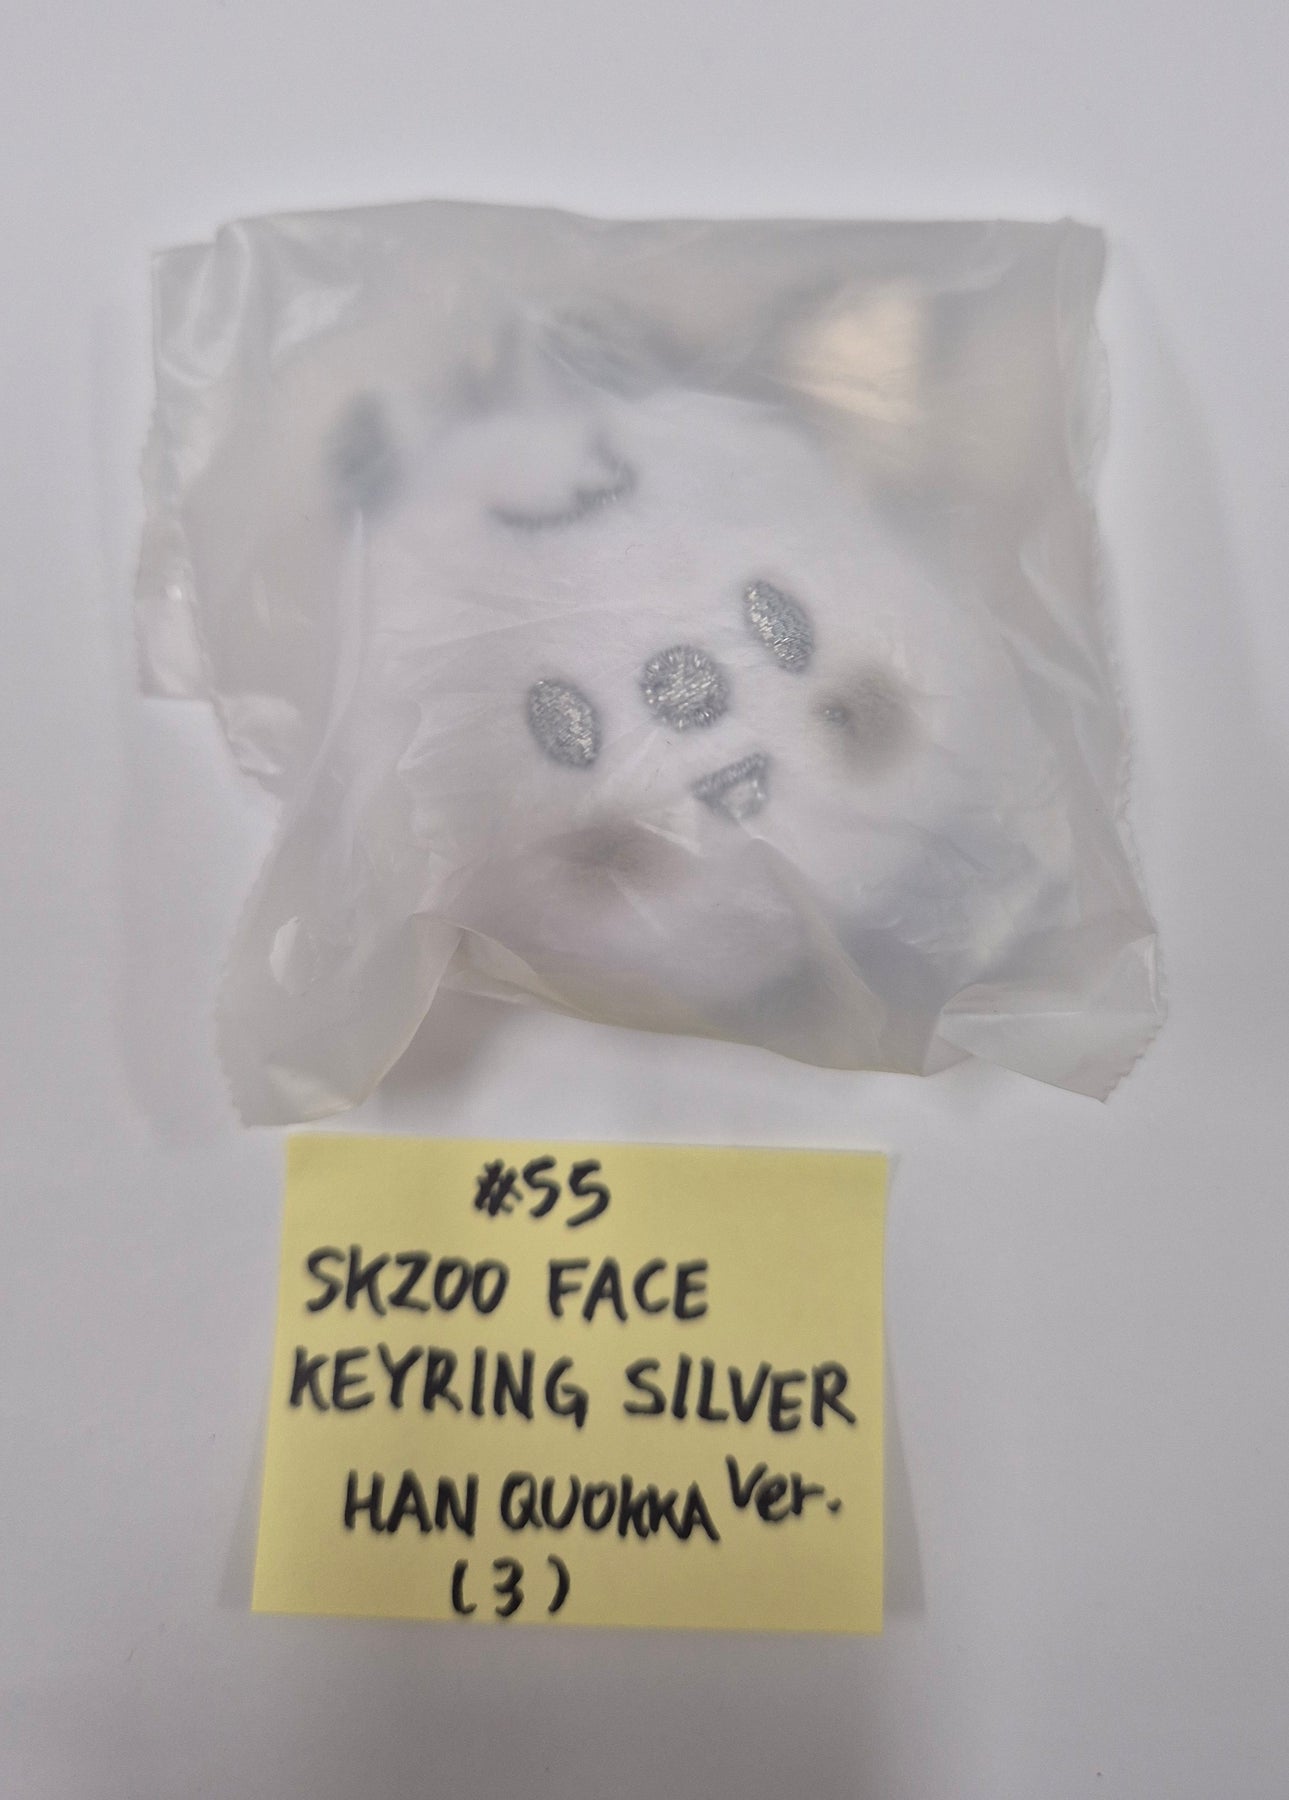 #55
SKZOO FACE
KEYRING SILVER
HAN QUOKKA Ver.
(3)